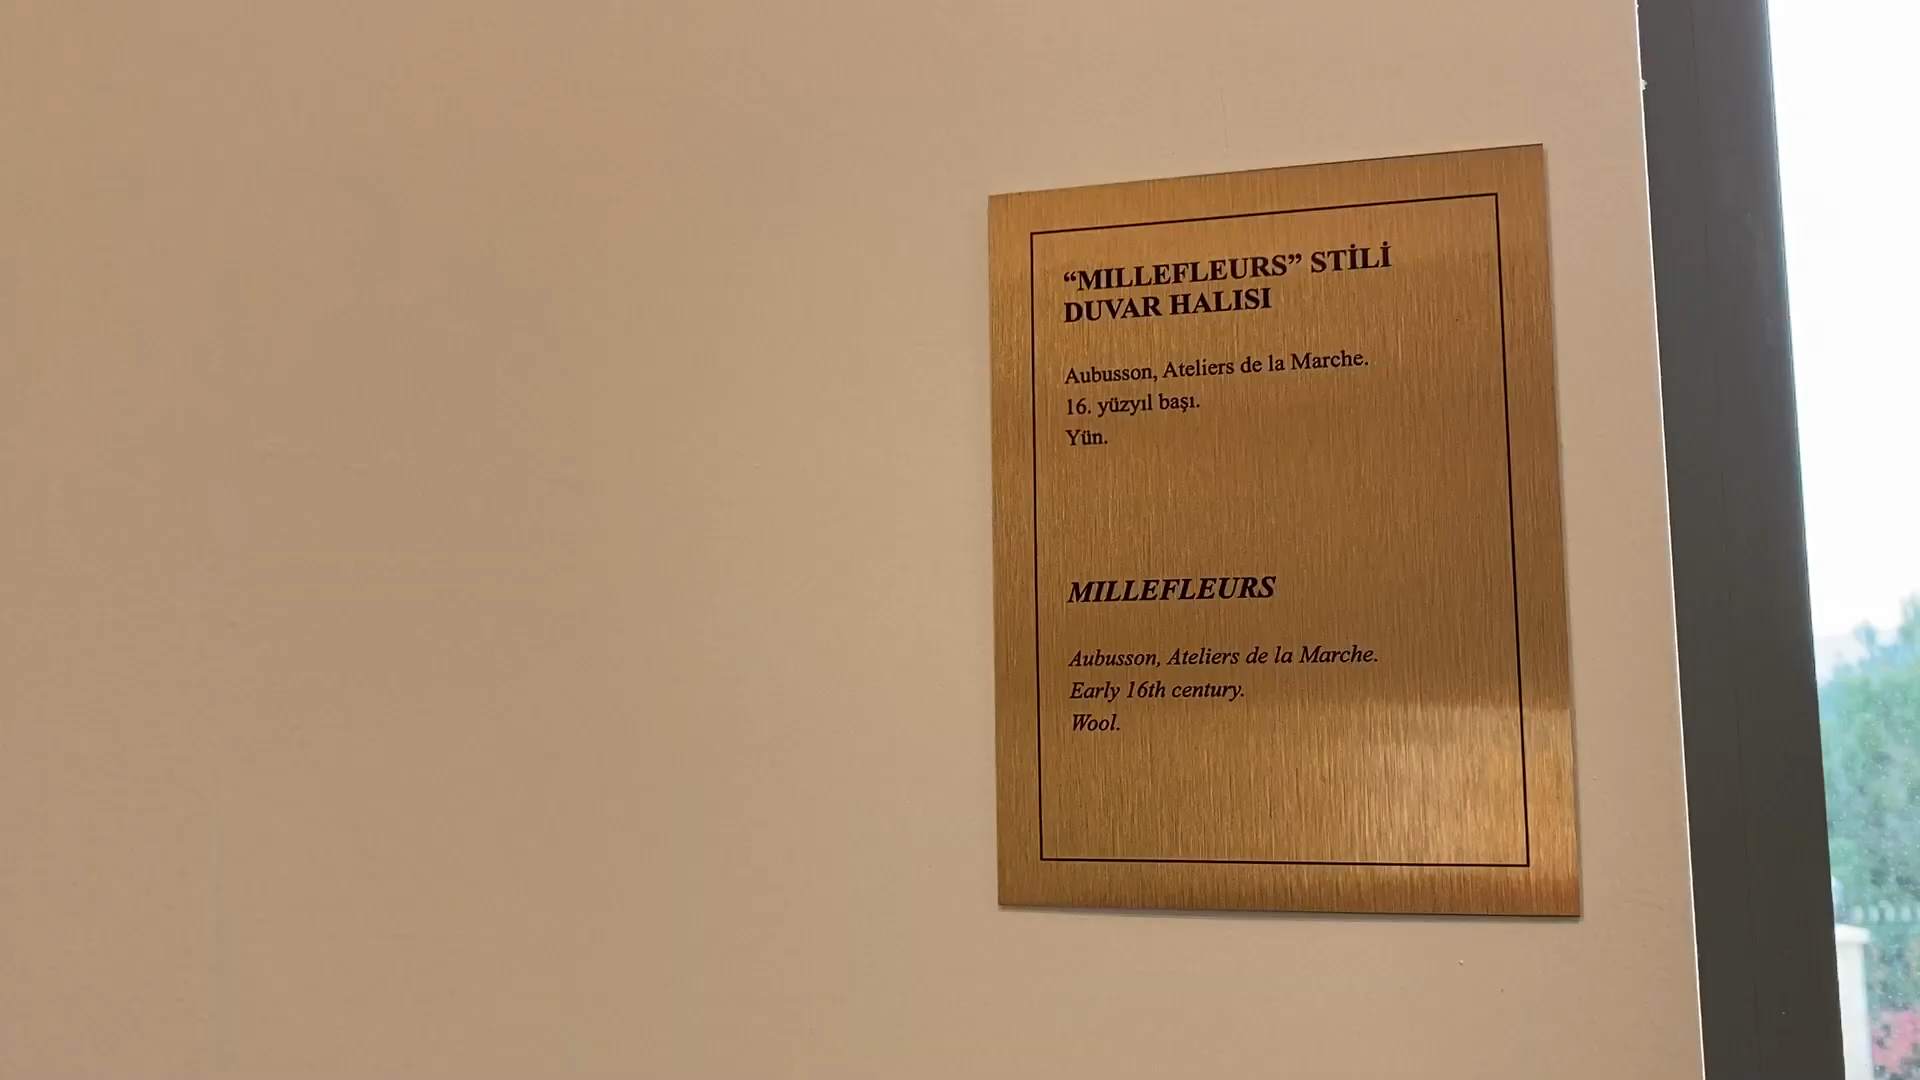 “MILLEFLEURS” STİLİ
DUVAR HALISI
Aubusson, Ateliers de la Marche.
16. yüzyıl başı.
Yün.
MILLEFLEURS
Aubusson, Ateliers de la Marche.
Early 16th century.
Wool.